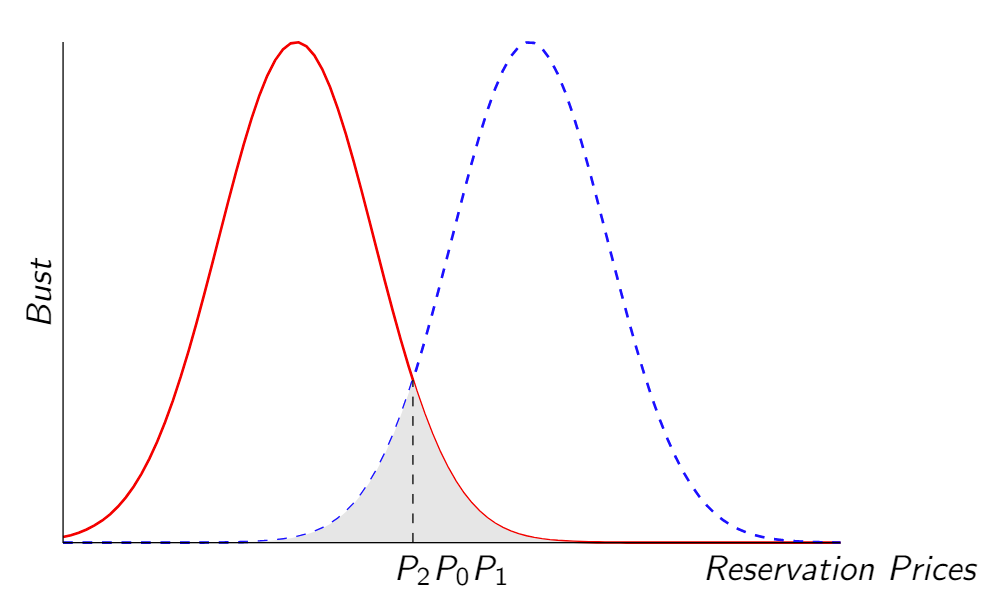 Bust
P₂ P₀ P₁
Reservation Prices